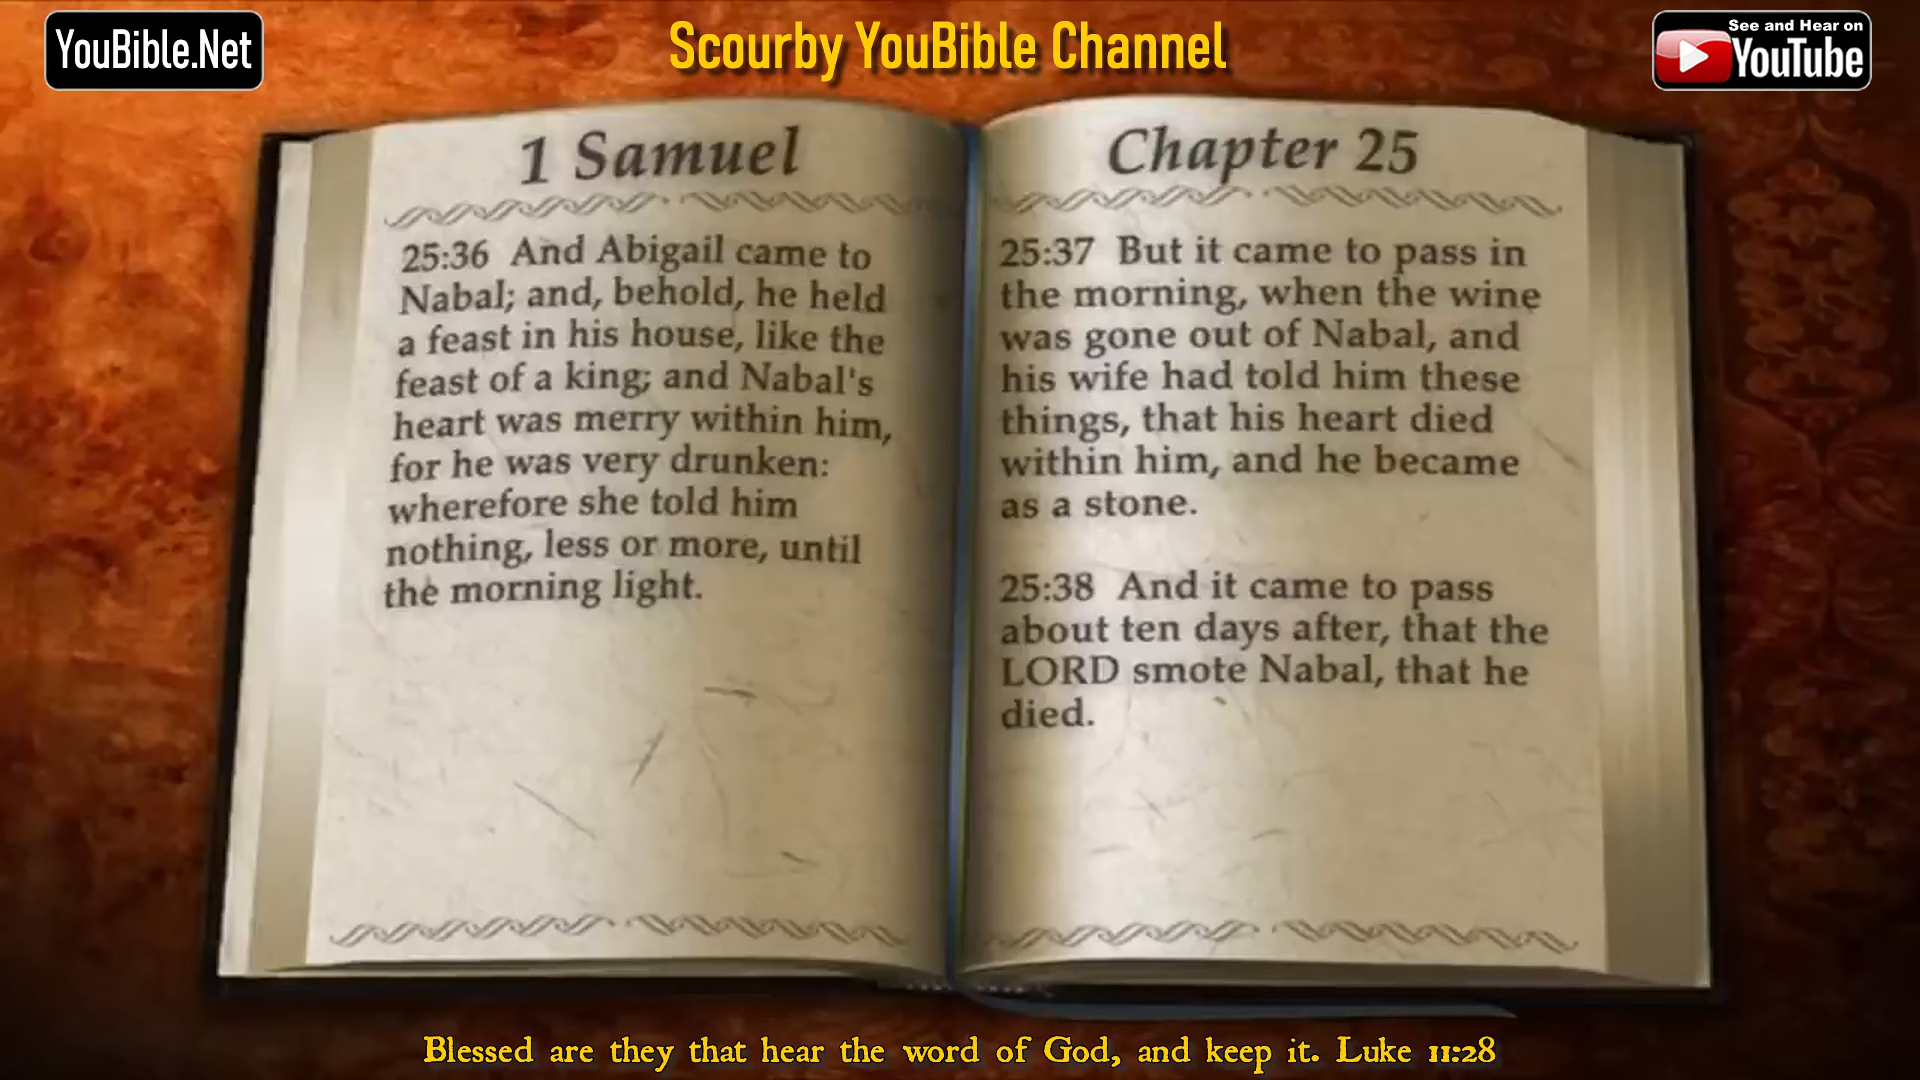 YouBible.Net
Scourby YouBible Channel
See and Hear on
YouTube
1 Samuel
25:36 And Abigail came to
Nabal; and, behold, he held
a feast in his house, like the
feast of a king; and Nabal's
heart was merry within him,
for he was very drunken:
wherefore she told him
nothing, less or more, until
the morning light.
Chapter 25
25:37 But it came to pass in
the morning, when the wine
was gone out of Nabal, and
his wife had told him these
things, that his heart died
within him, and he became
as a stone.
25:38 And it came to pass
about ten days after, that the
LORD smote Nabal, that he
died.
Blessed are they that hear the word of God, and keep it. Luke 11:28